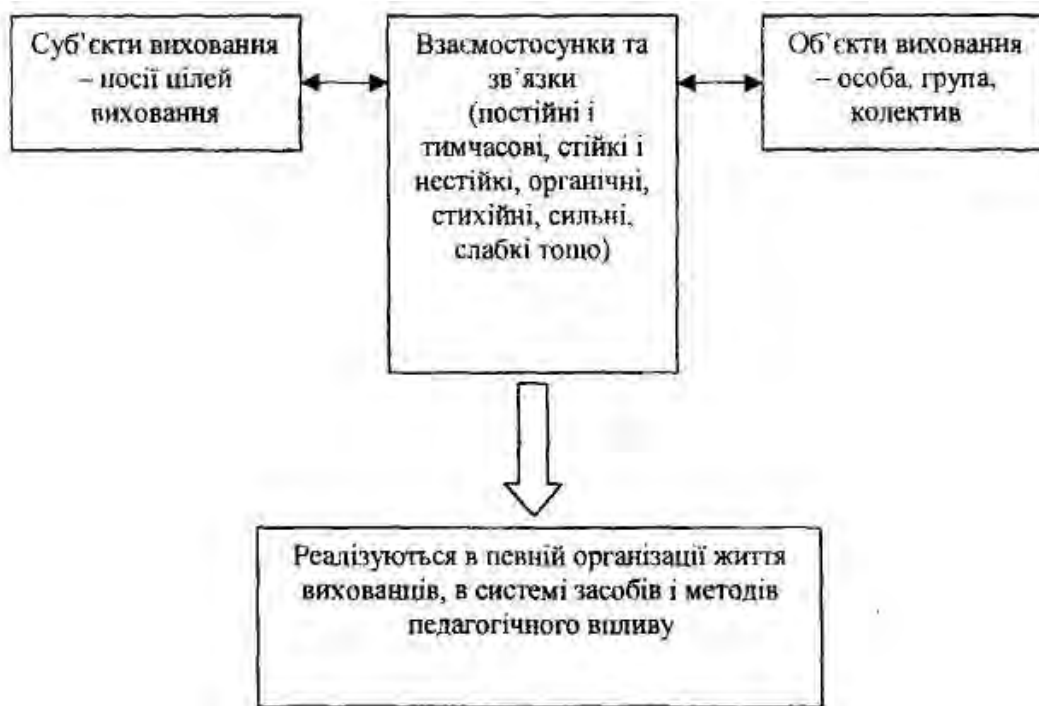 Суб’єкти виховання
– носії цілей
виховання
Взаємостосунки та
зв’язки
(постійні і
тимчасові, стійкі і
нестійкі, органічні,
стихійні, сильні,
слабкі тощо)
Об’єкти виховання
– особа, група,
колектив
Реалізуються в певній організації життя
вихованців, в системі засобів і методів
педагогічного впливу